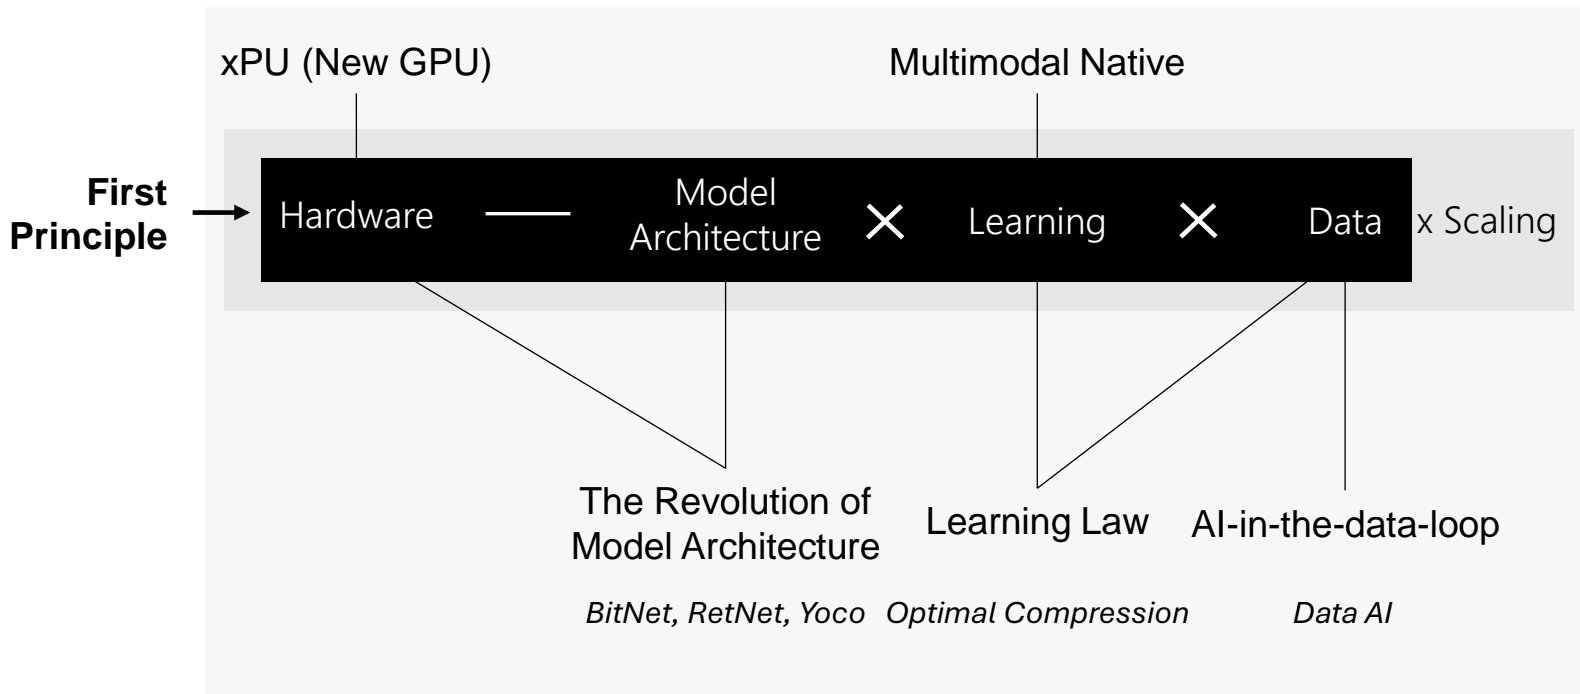 xPU (New GPU)
Multimodal Native
First
Principle
Hardware
Model
Architecture
Learning
Data
x Scaling
The Revolution of
Model Architecture
Learning Law
AI-in-the-data-loop
BitNet, RetNet, Yoco
Optimal Compression
Data AI